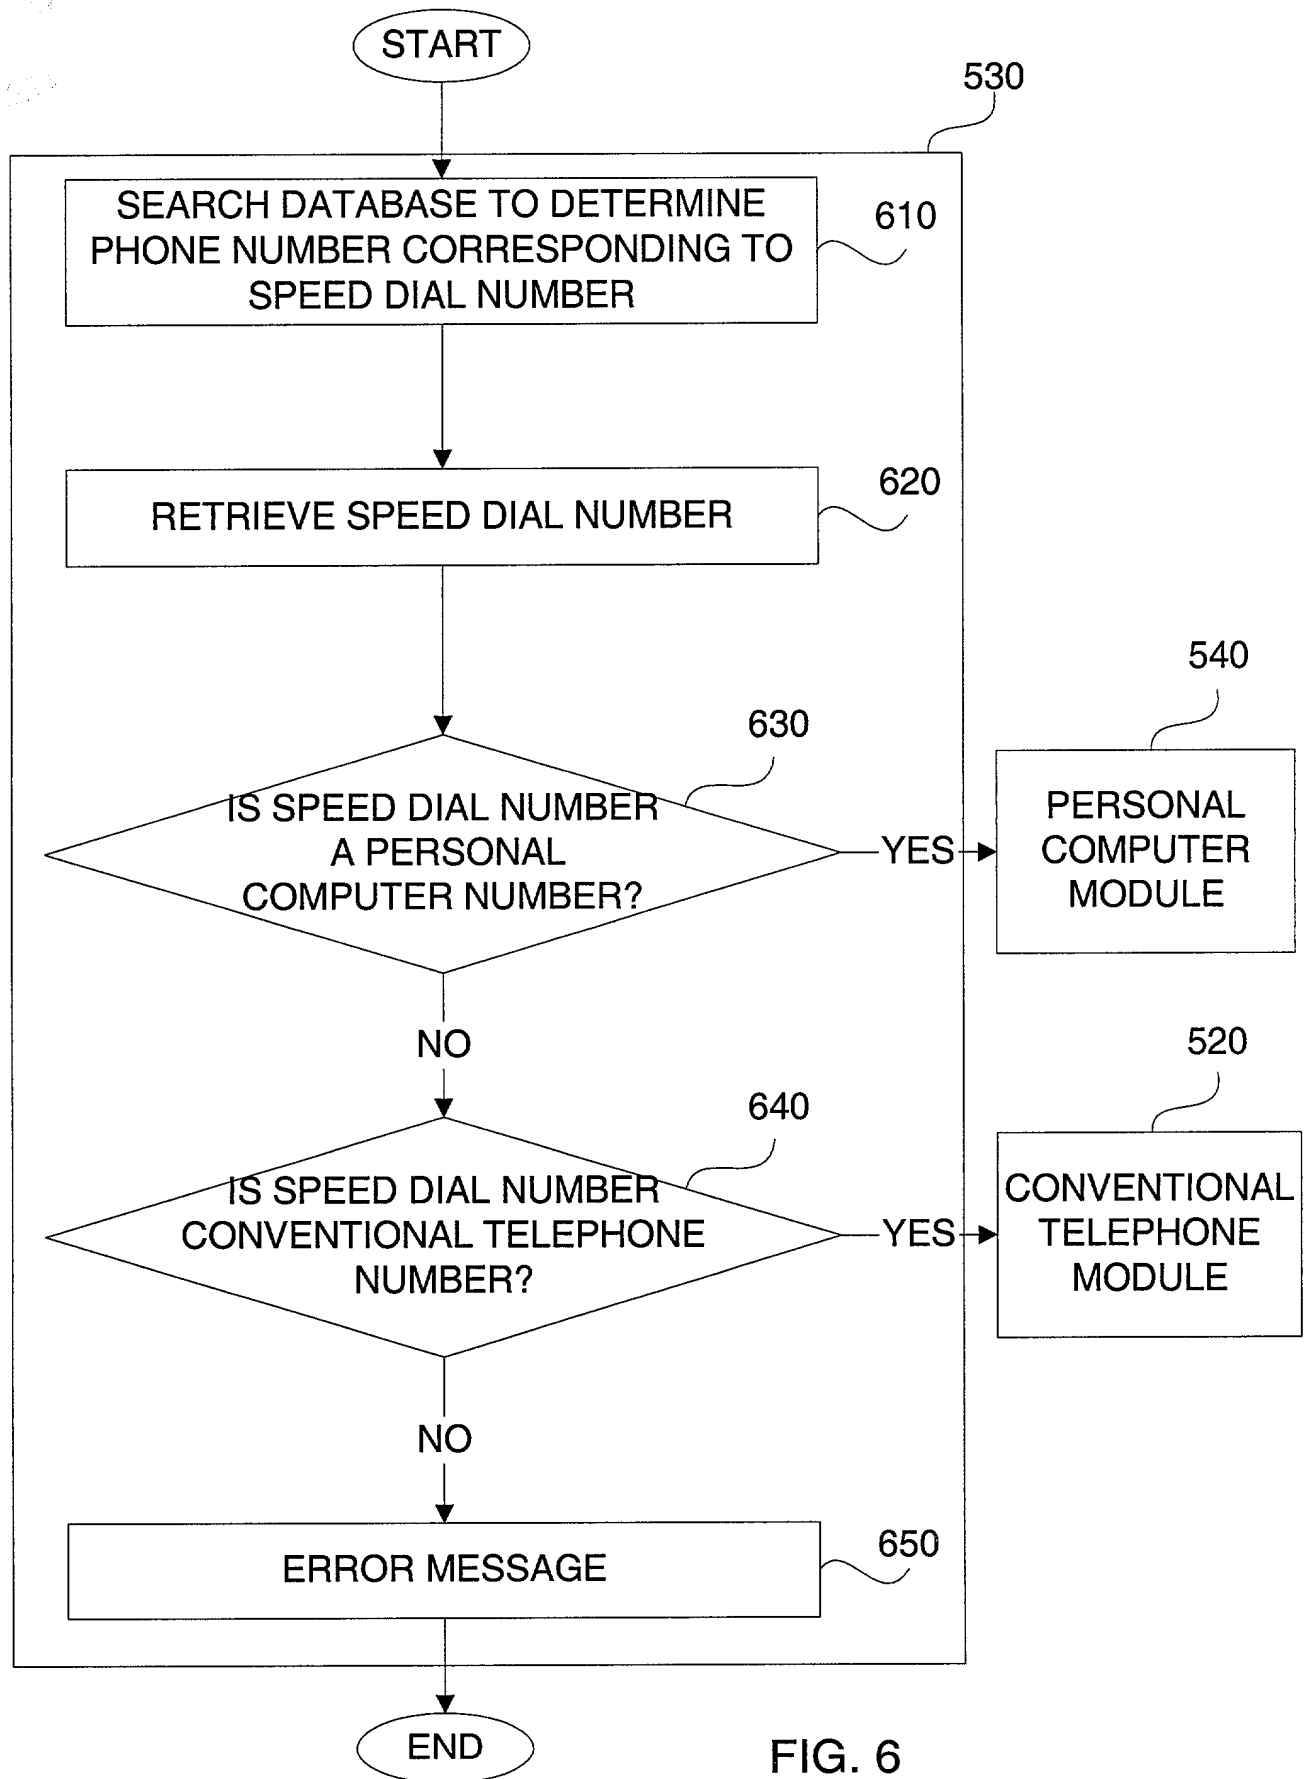 START
530
SEARCH DATABASE TO DETERMINE
PHONE NUMBER CORRESPONDING TO
SPEED DIAL NUMBER
610
RETRIEVE SPEED DIAL NUMBER
620
630
IS SPEED DIAL NUMBER
A PERSONAL
COMPUTER NUMBER?
YES
540
PERSONAL
COMPUTER
MODULE
NO
640
IS SPEED DIAL NUMBER
CONVENTIONAL TELEPHONE
NUMBER?
YES
520
CONVENTIONAL
TELEPHONE
MODULE
NO
ERROR MESSAGE
650
END
FIG. 6